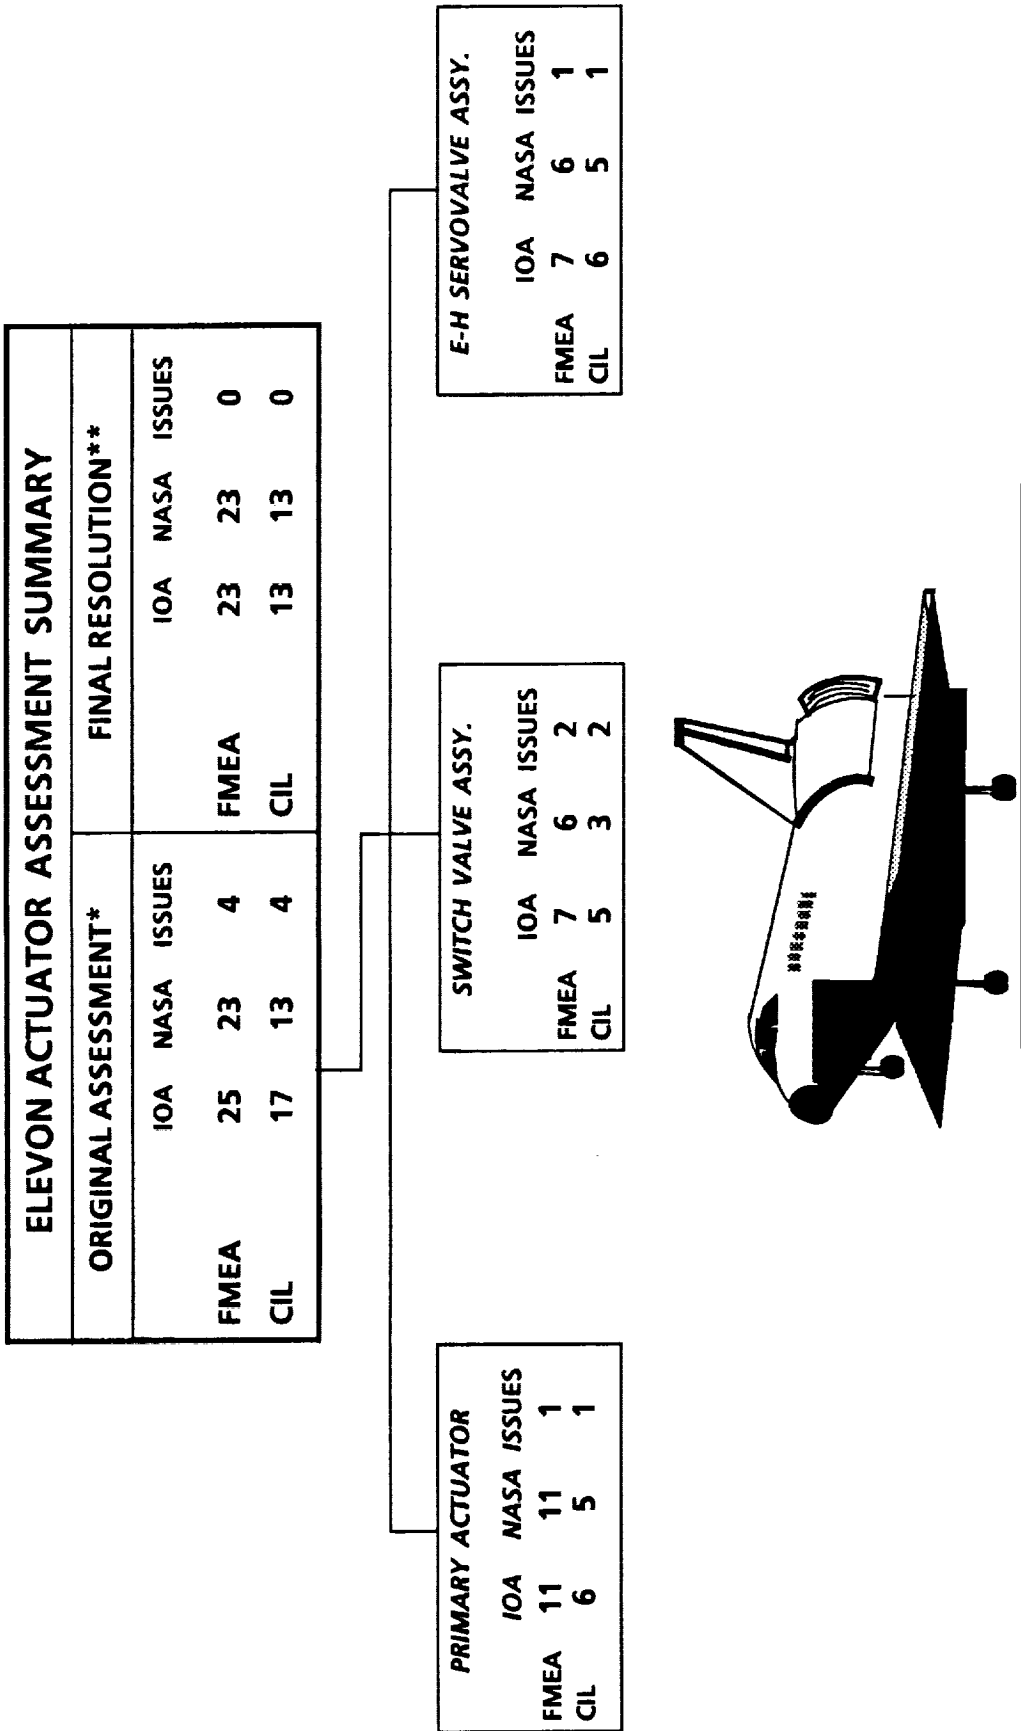 ELEVON ACTUATOR ASSESSMENT SUMMARY
ORIGINAL ASSESSMENT* FINAL RESOLUTION**
IOA NASA ISSUES IOA NASA ISSUES
FMEA 25 23 4 FMEA 23 23 0
CIL 17 13 4 CIL 13 13 0
PRIMARY ACTUATOR
IOA NASA ISSUES
FMEA 11 11 1
CIL 6 5 1
SWITCH VALVE ASSY.
IOA NASA ISSUES
FMEA 7 6 2
CIL 5 3 2
E-H SERVOVALVE ASSY.
IOA NASA ISSUES
FMEA 7 6 1
CIL 6 5 1